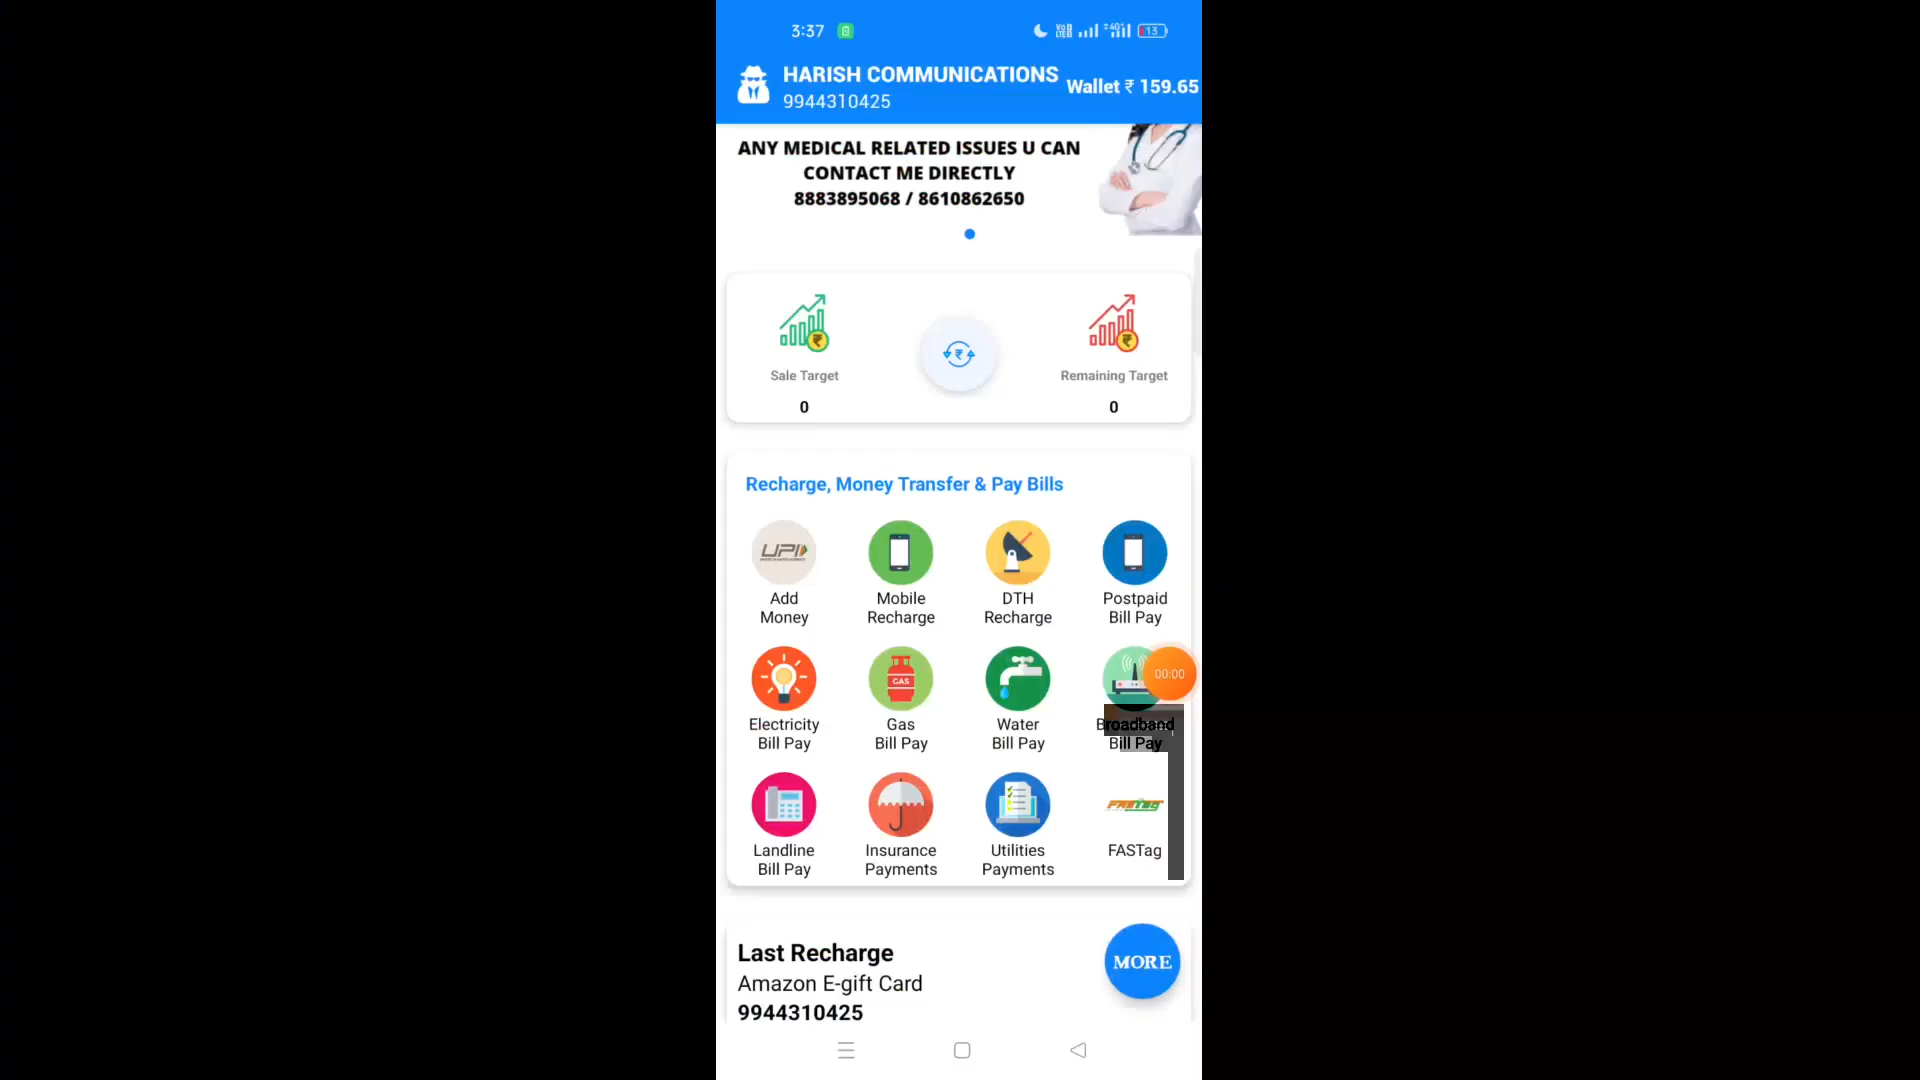 3:37
13
HARISH COMMUNICATIONS
9944310425
Wallet ₹ 159.65
ANY MEDICAL RELATED ISSUES U CAN
CONTACT ME DIRECTLY
8883895068 / 8610862650
Sale Target
0
Remaining Target
0
Recharge, Money Transfer & Pay Bills
UPI
Add
Money
Mobile
Recharge
DTH
Recharge
Postpaid
Bill Pay
Electricity
Bill Pay
GAS
Gas
Bill Pay
Water
Bill Pay
00:00
Broadband
Bill Pay
Landline
Bill Pay
Insurance
Payments
Utilities
Payments
FASTag
FASTag
Last Recharge
Amazon E-gift Card
9944310425
MORE